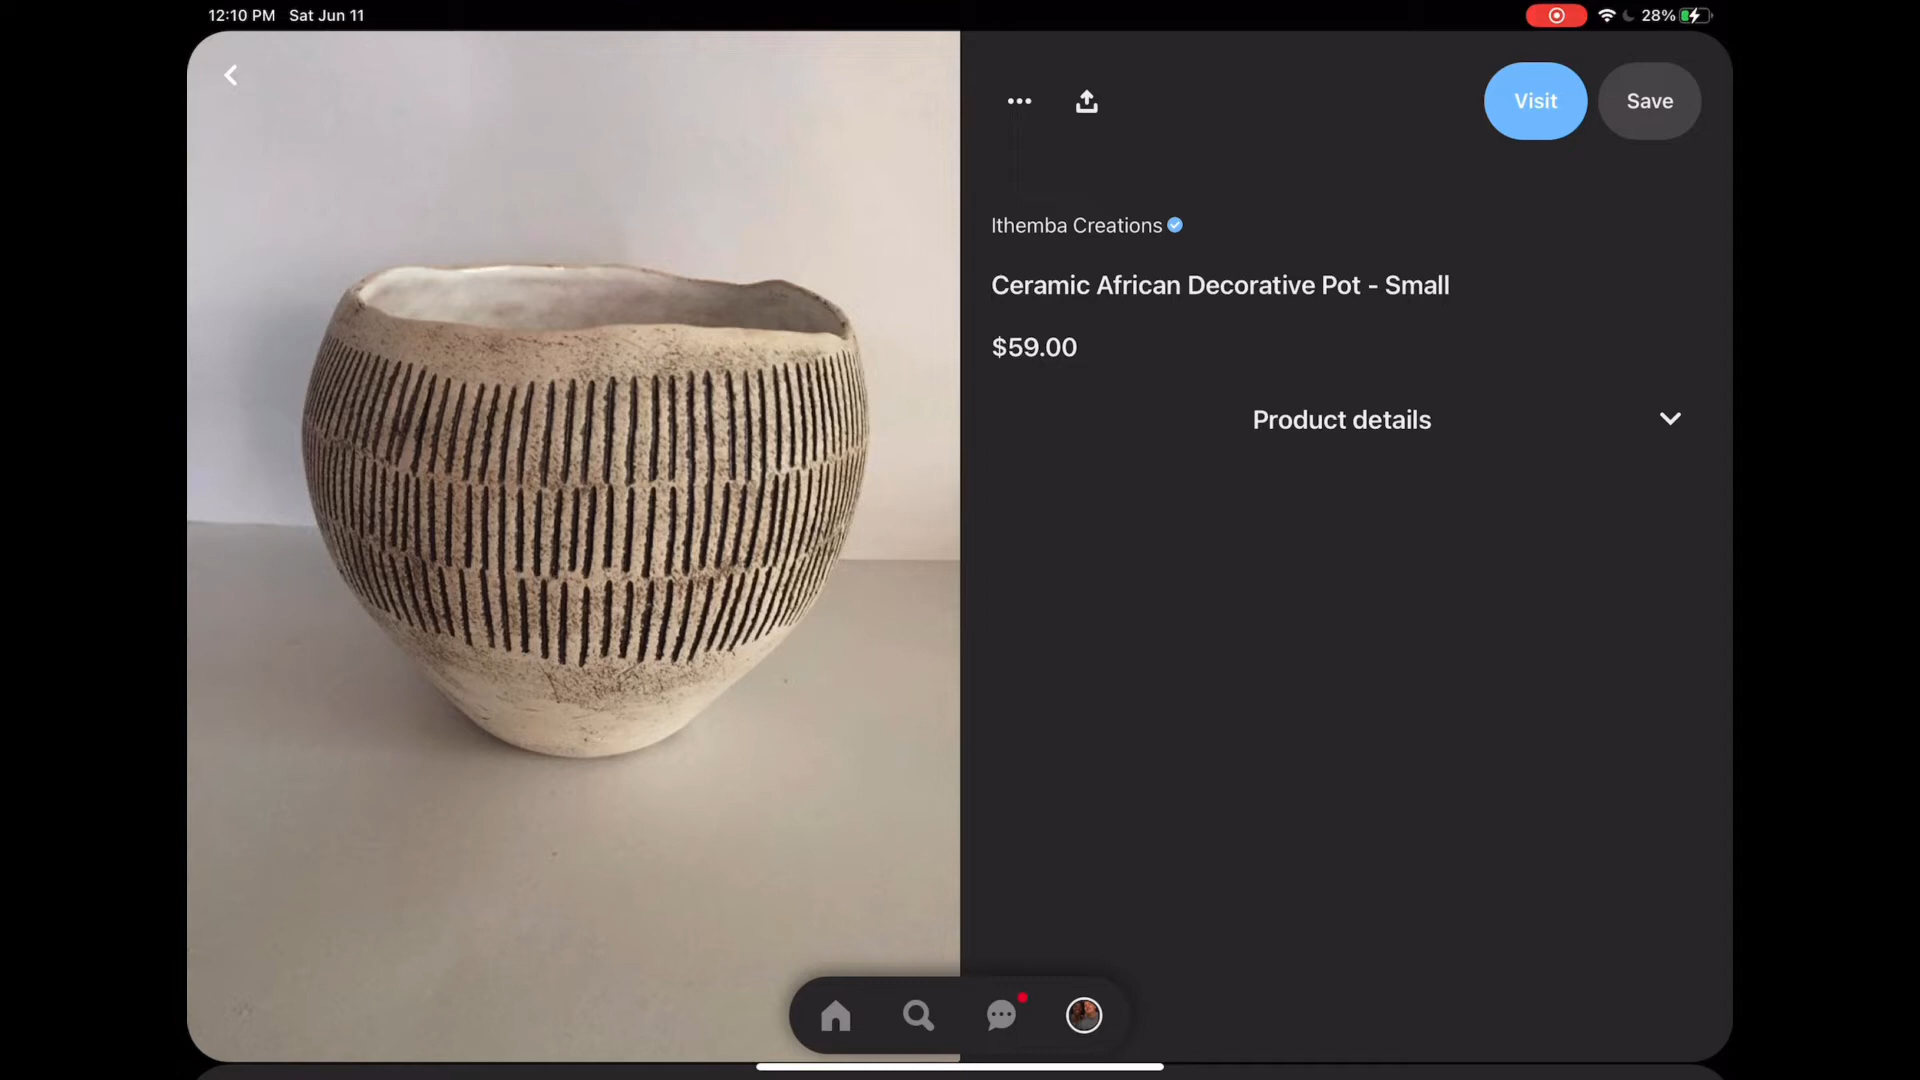 12:10 PM Sat Jun 11
28%
Visit
Save
Ithemba Creations
Ceramic African Decorative Pot - Small
$59.00
Product details